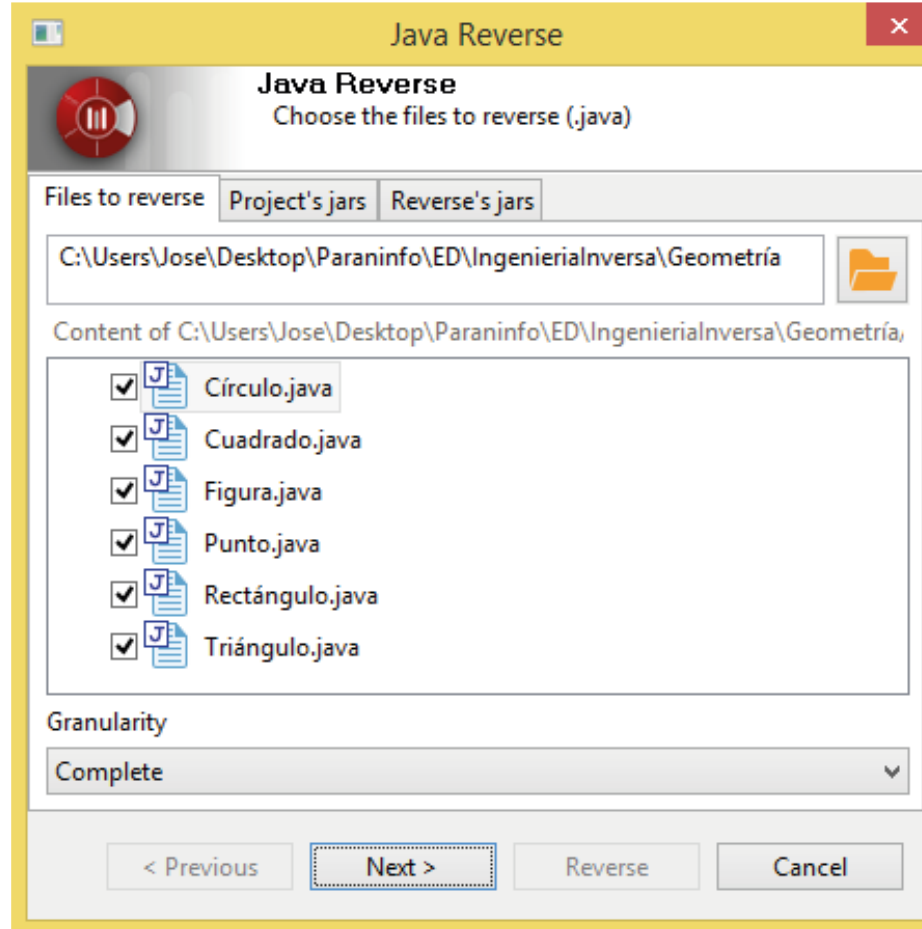 Java Reverse
Java Reverse
Choose the files to reverse (.java)
Files to reverse Project's jars Reverse's jars
C:\Users\Jose\Desktop\Paraninfo\ED\IngenieriaInversa\Geometría
Content of C:\Users\Jose\Desktop\Paraninfo\ED\IngenieriaInversa\Geometría/
Círculo.java
Cuadrado.java
Figura.java
Punto.java
Rectángulo.java
Triángulo.java
Granularity
Complete
< Previous Next > Reverse Cancel